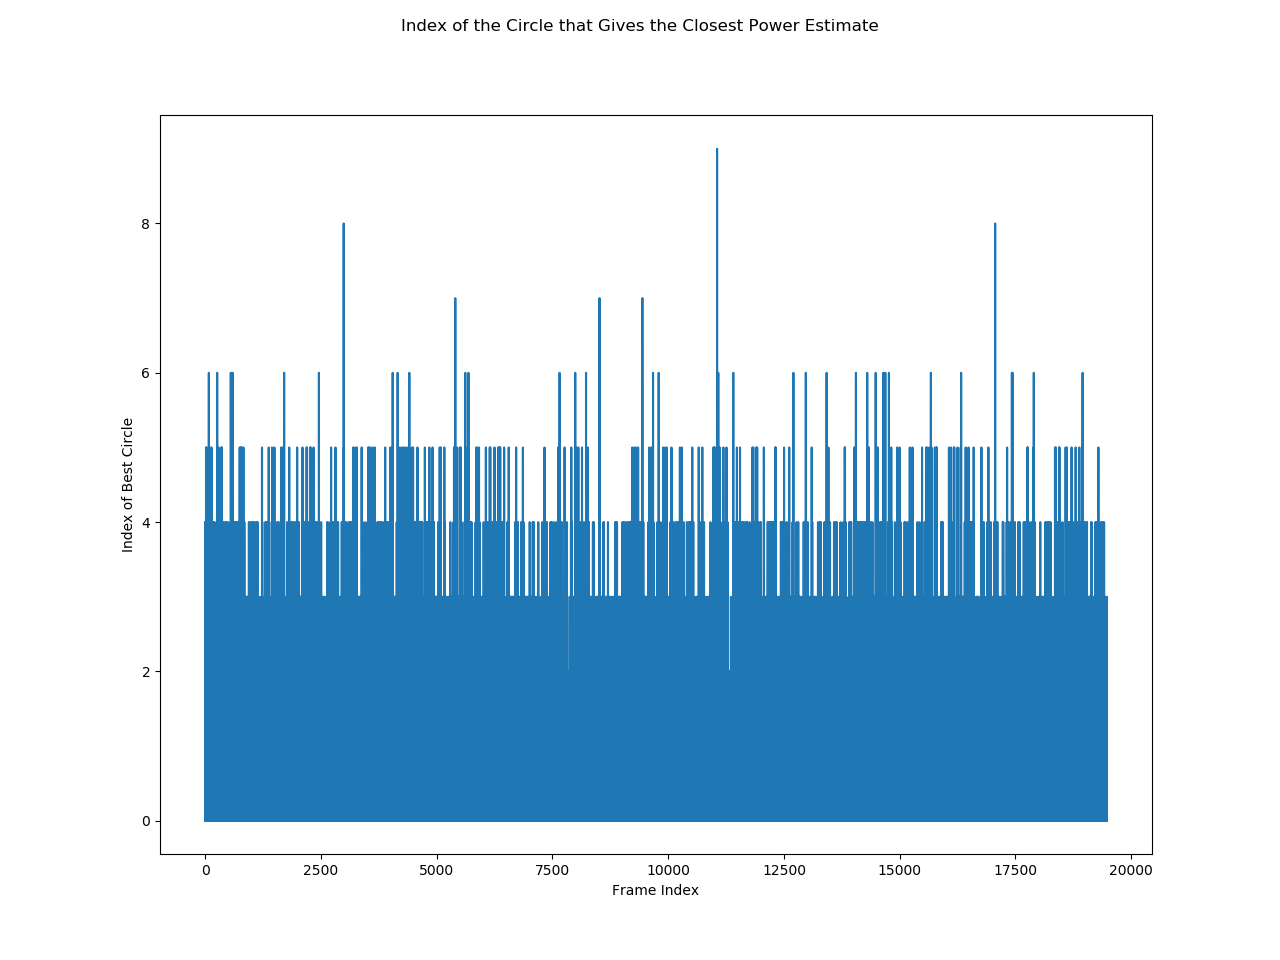 Index of the Circle that Gives the Closest Power Estimate
8
6
4
2
0
Index of Best Circle
0 2500 5000 7500 10000 12500 15000 17500 20000
Frame Index